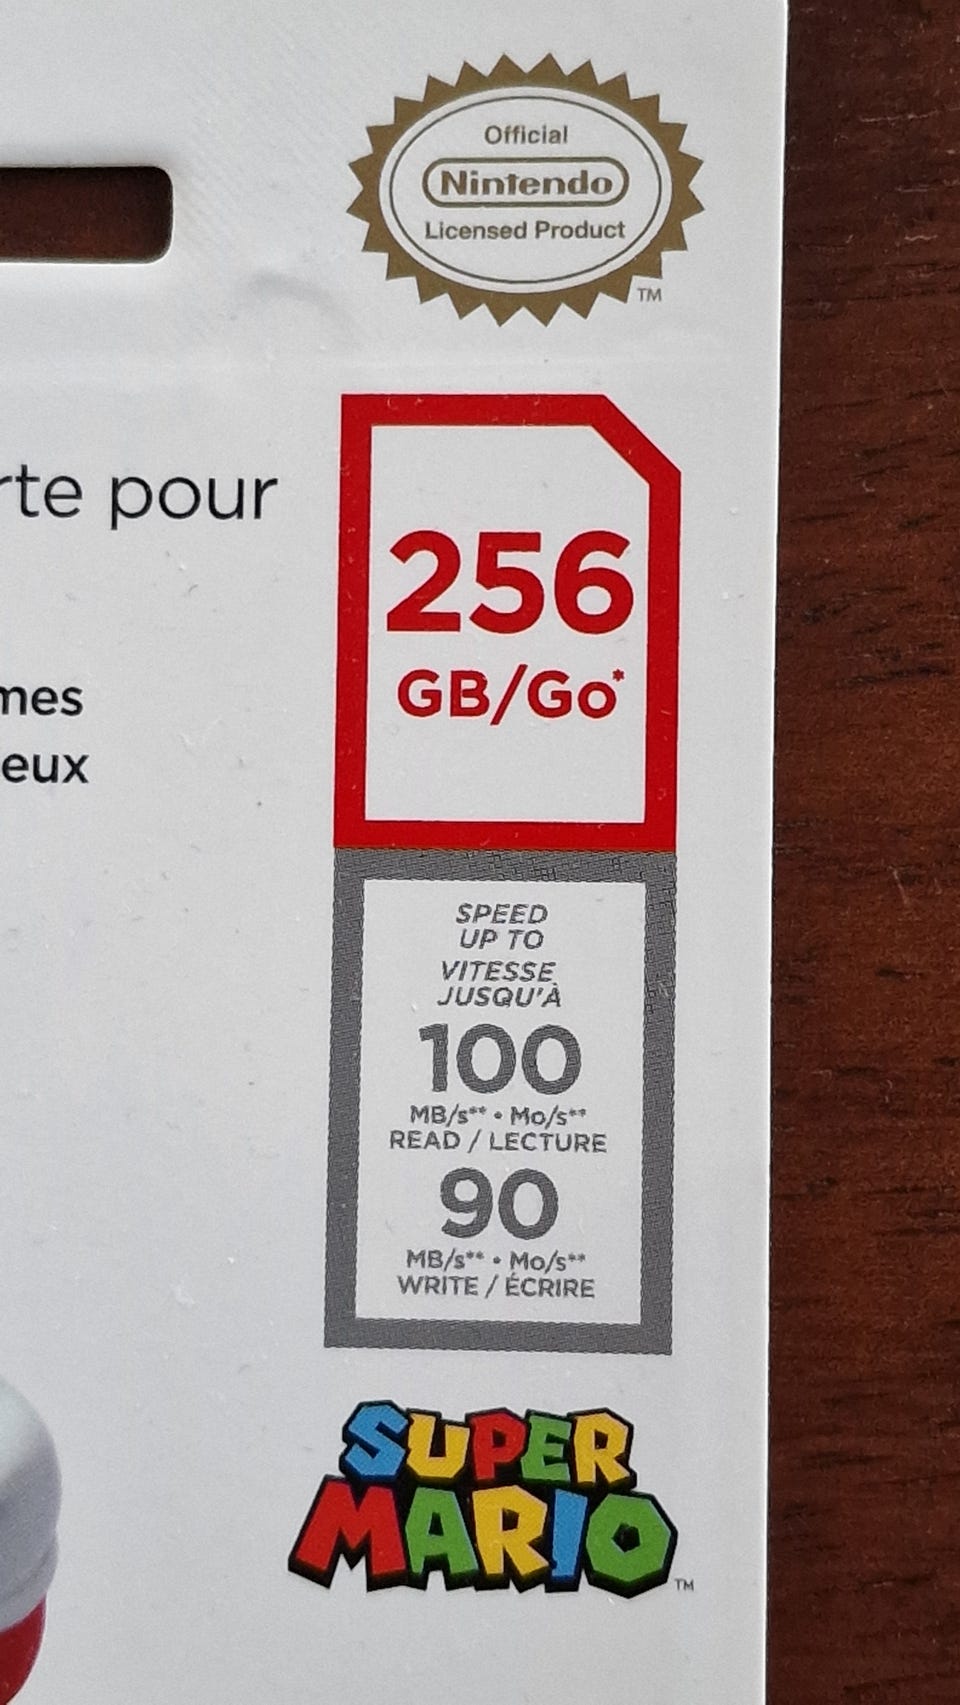 Official
Nintendo
Licensed Product
TM
rte pour
256
GB/Go*
mes
eux
SPEED
UP TO
VITESSE
JUSQU'À
100
MB/s** • Mo/s**
READ / LECTURE
90
MB/s** • Mo/s**
WRITE / ÉCRIRE
SUPER
MARIO
TM